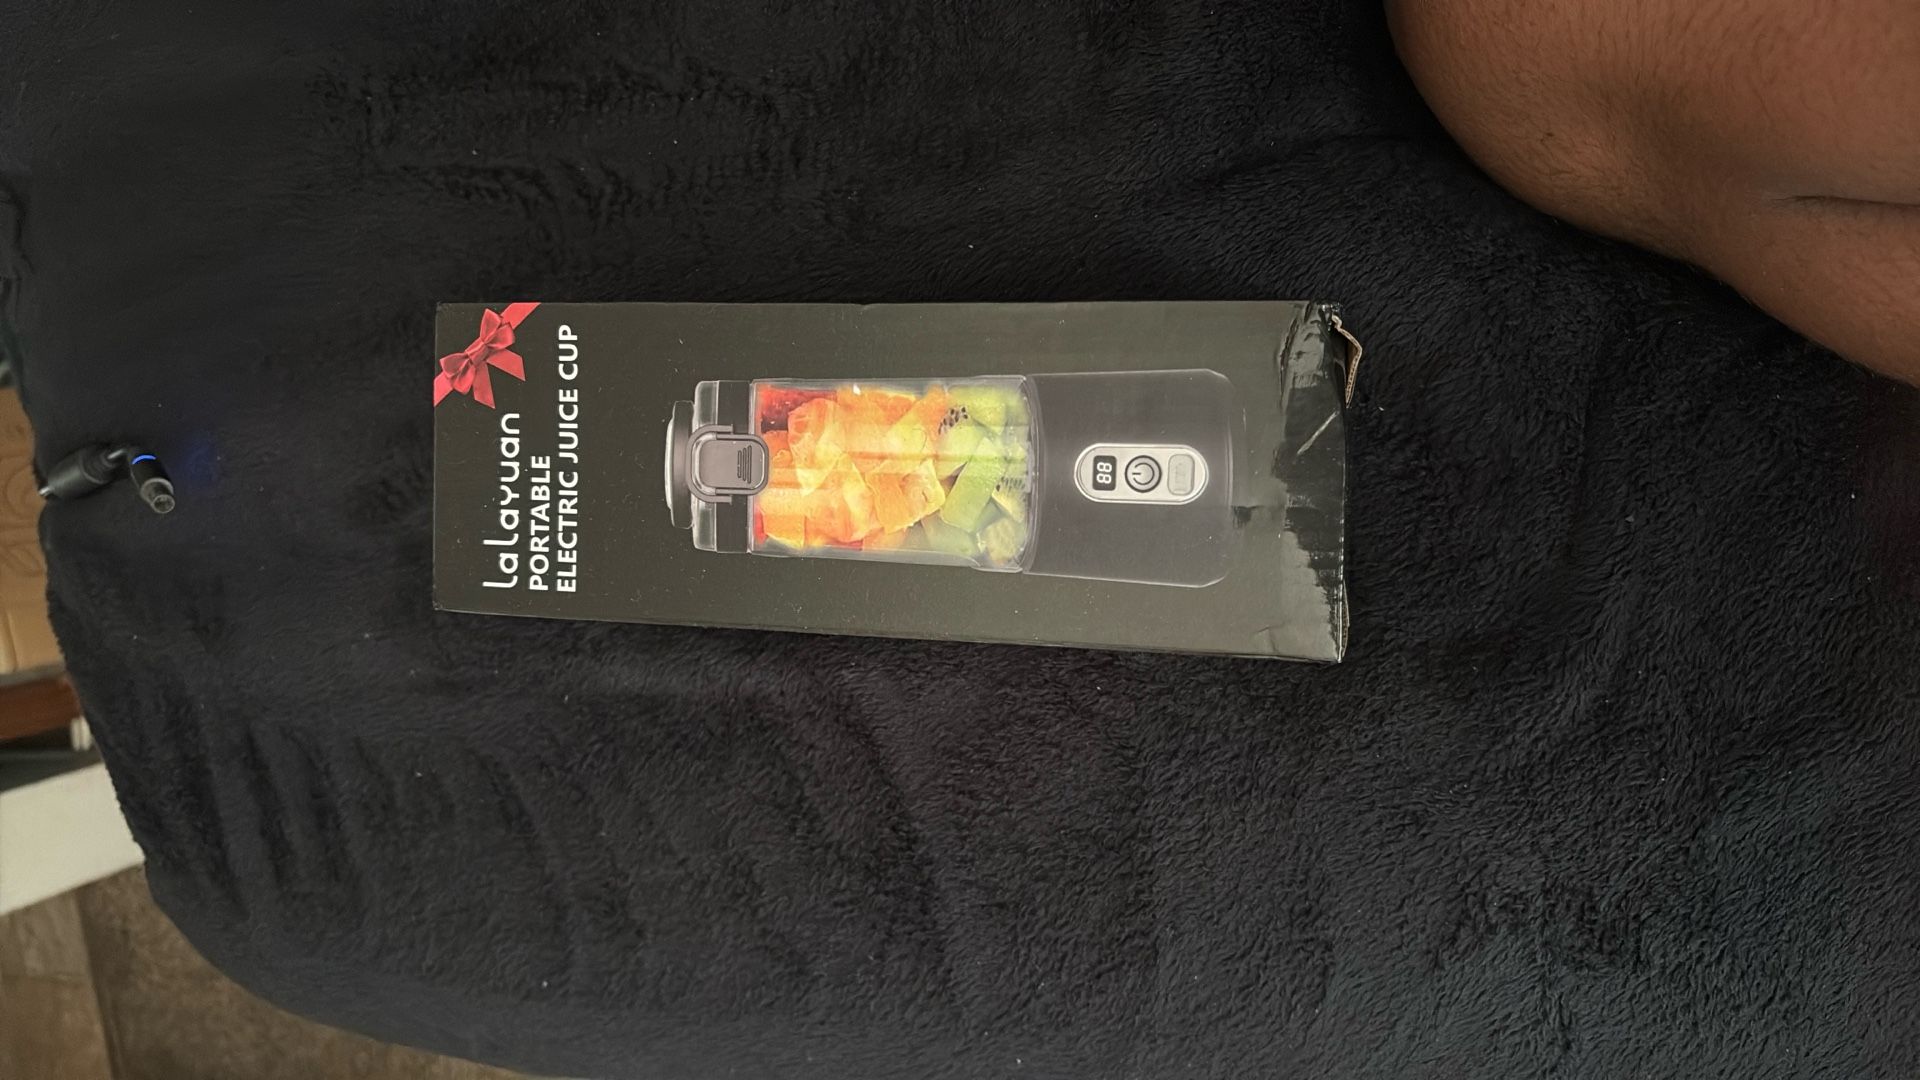 laLayuan
PORTABLE
ELECTRIC JUICE CUP
88